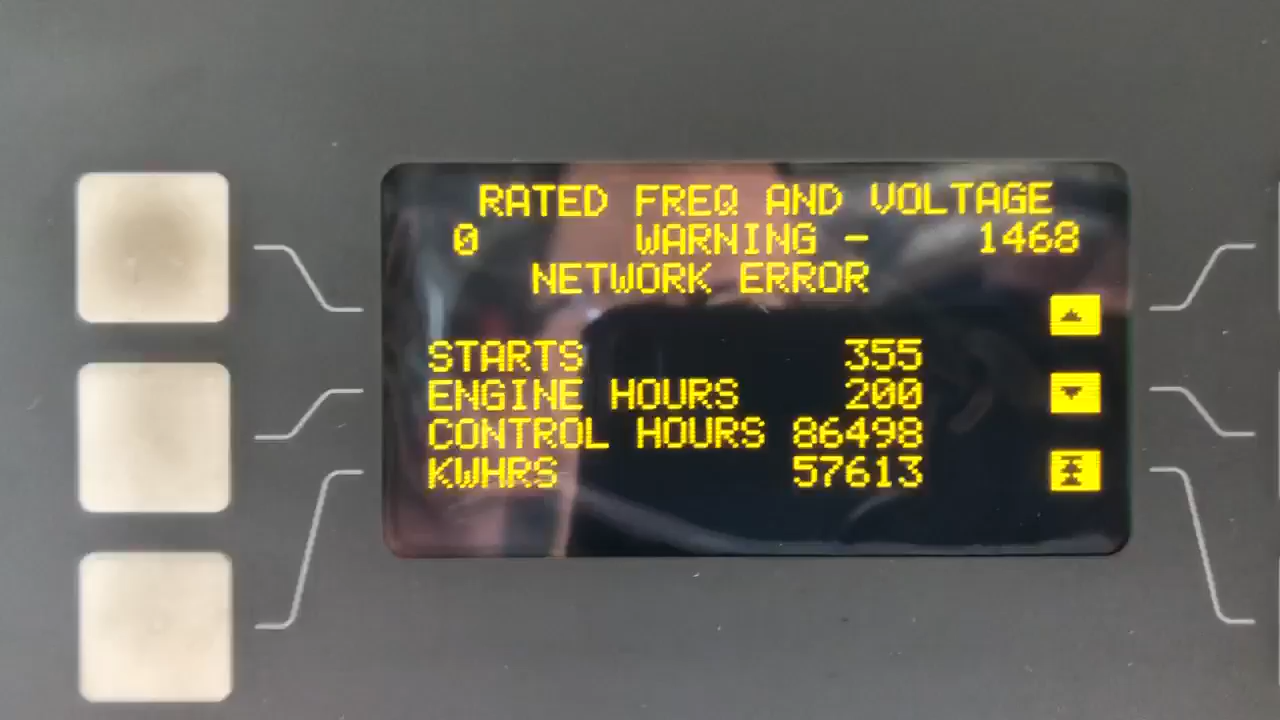 RATED FREQ AND VOLTAGE
0 WARNING - 1468
NETWORK ERROR
STARTS 355
ENGINE HOURS 200
CONTROL HOURS 86498
KWHRS 57613